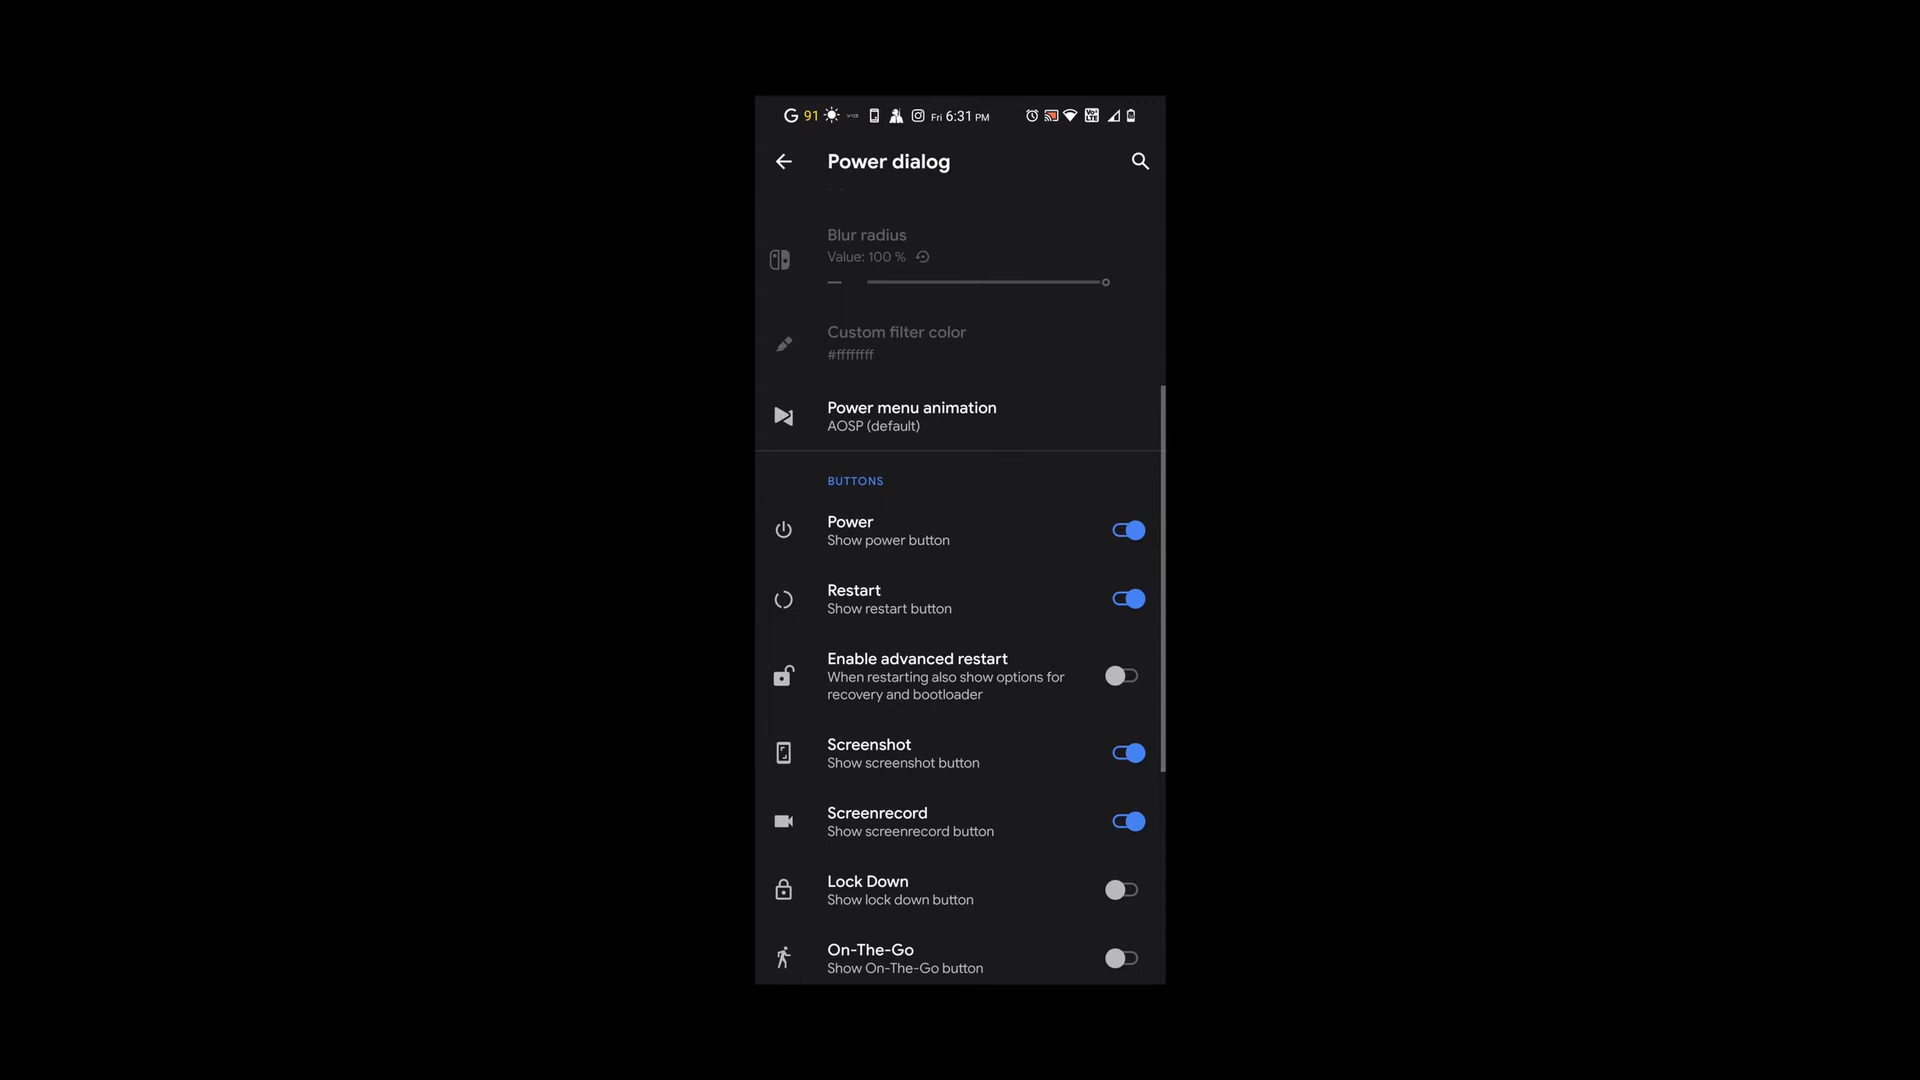 G 91 Fri 6:31 PM
Power dialog
Blur radius
Value: 100 %
Custom filter color
#ffffffff
Power menu animation
AOSP (default)
BUTTONS
Power
Show power button
Restart
Show restart button
Enable advanced restart
When restarting also show options for
recovery and bootloader
Screenshot
Show screenshot button
Screenrecord
Show screenrecord button
Lock Down
Show lock down button
On-The-Go
Show On-The-Go button